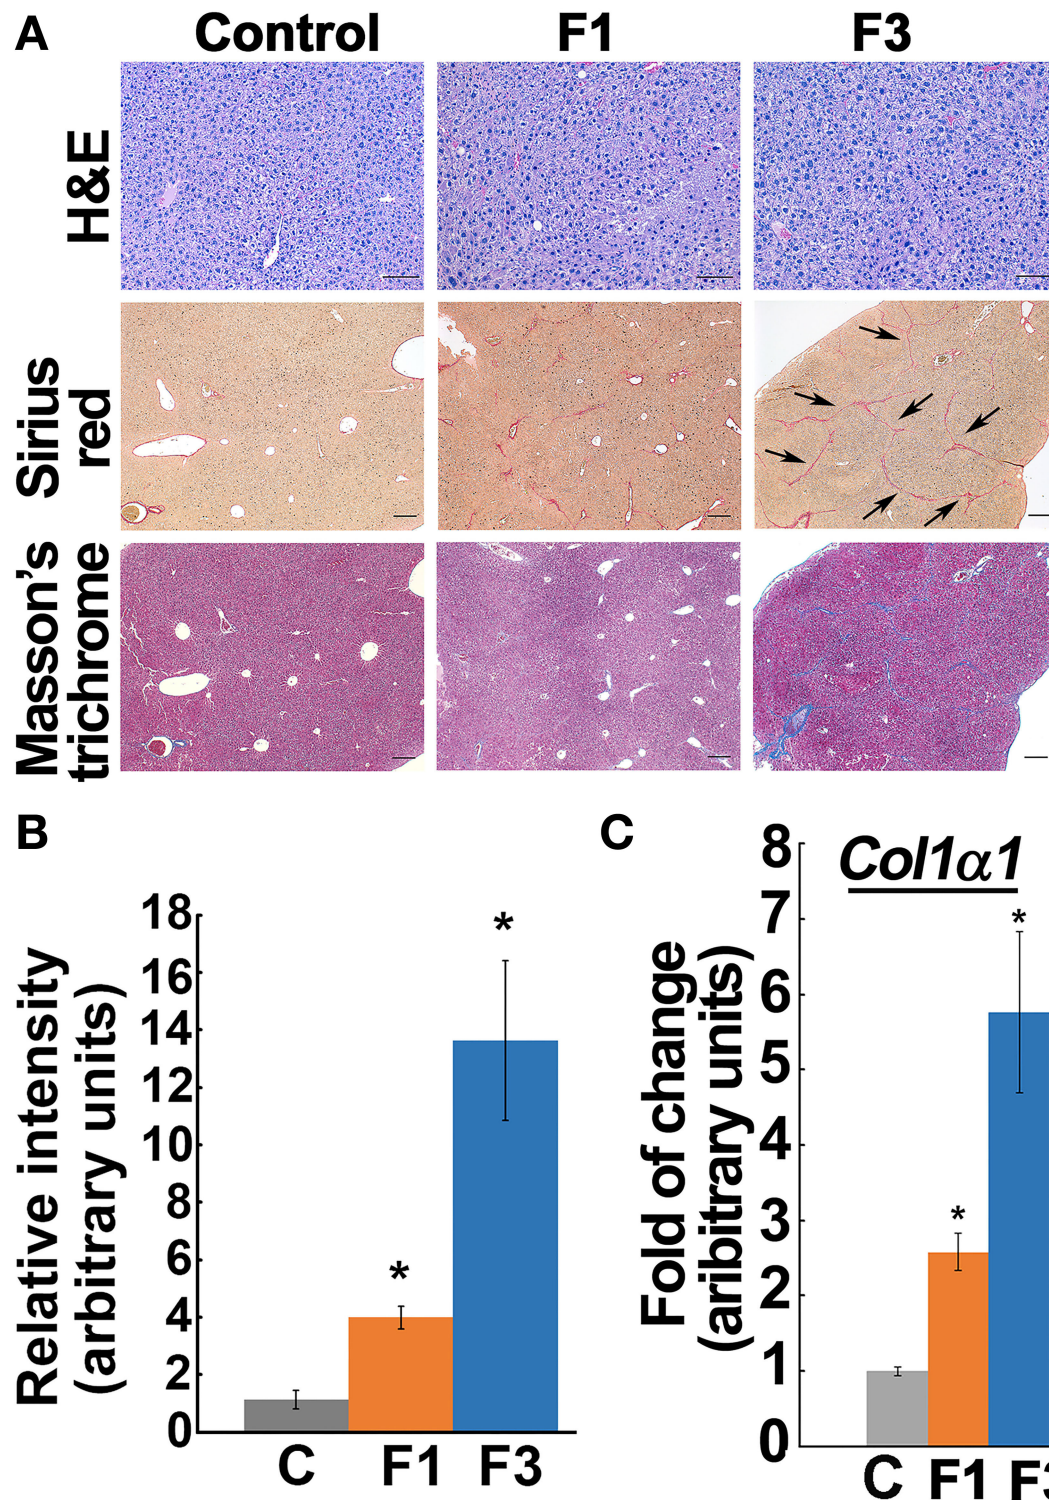 A
Control
F1
F3
H&E
Sirius
red
Masson's
trichrome
B
Relative intensity
(arbitrary units)
18
16
14
12
10
8
6
4
2
0
*
*
C
F1
F3
C
Col1α1
Fold of change
(aribitrary units)
8
7
6
5
4
3
2
1
0
*
*
C
F1
F3